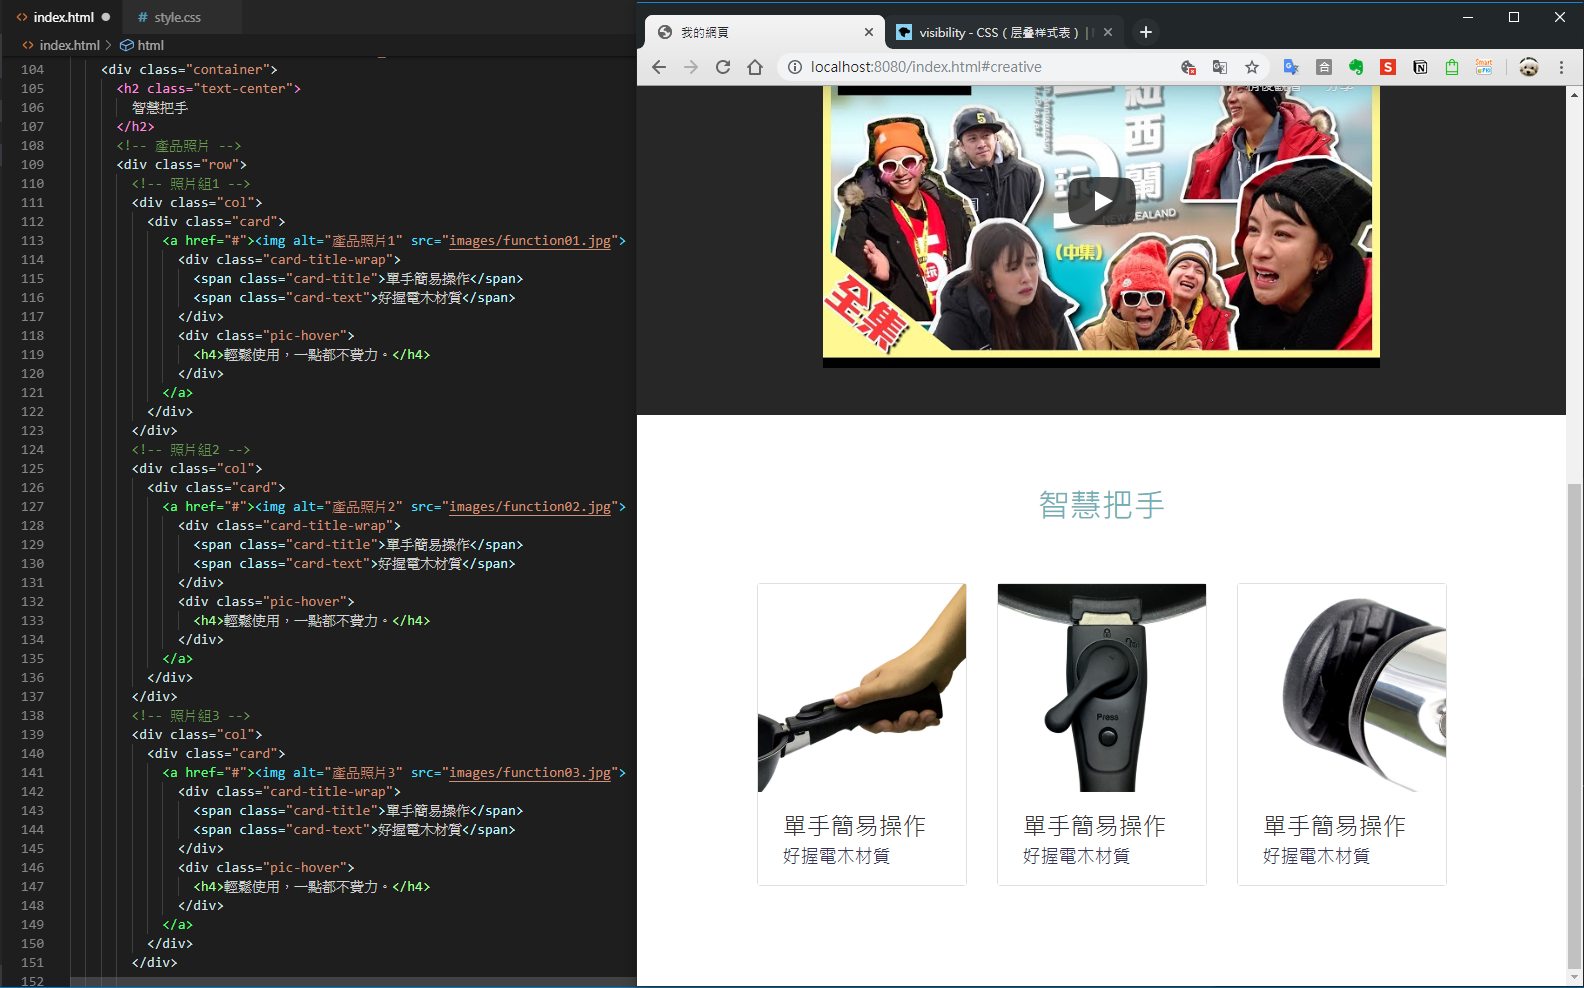 index.html
style.css
index.html > html
104 <div class="container">
105 <h2 class="text-center">
106 智慧把手
107 </h2>
108 <!-- 產品照片 -->
109 <div class="row">
110 <!-- 照片組1 -->
111 <div class="col">
112 <div class="card">
113 <a href="#"><img alt="產品照片1" src="images/function01.jpg">
114 <div class="card-title-wrap">
115 <span class="card-title">單手簡易操作</span>
116 <span class="card-text">好握電木材質</span>
117 </div>
118 <div class="pic-hover">
119 <h4>輕鬆使用，一點都不費力。</h4>
120 </div>
121 </a>
122 </div>
123 </div>
124 <!-- 照片組2 -->
125 <div class="col">
126 <div class="card">
127 <a href="#"><img alt="產品照片2" src="images/function02.jpg">
128 <div class="card-title-wrap">
129 <span class="card-title">單手簡易操作</span>
130 <span class="card-text">好握電木材質</span>
131 </div>
132 <div class="pic-hover">
133 <h4>輕鬆使用，一點都不費力。</h4>
134 </div>
135 </a>
136 </div>
137 </div>
138 <!-- 照片組3 -->
139 <div class="col">
140 <div class="card">
141 <a href="#"><img alt="產品照片3" src="images/function03.jpg">
142 <div class="card-title-wrap">
143 <span class="card-title">單手簡易操作</span>
144 <span class="card-text">好握電木材質</span>
145 </div>
146 <div class="pic-hover">
147 <h4>輕鬆使用，一點都不費力。</h4>
148 </div>
149 </a>
150 </div>
151 </div>
152
我的網頁
visibility - CSS（层叠样式表）|
localhost:8080/index.html#creative
稍後觀看 分享
5
紐西蘭
玩
NEW ZEALAND
(中集)
全集
智慧把手
Press
單手簡易操作
好握電木材質
單手簡易操作
好握電木材質
單手簡易操作
好握電木材質